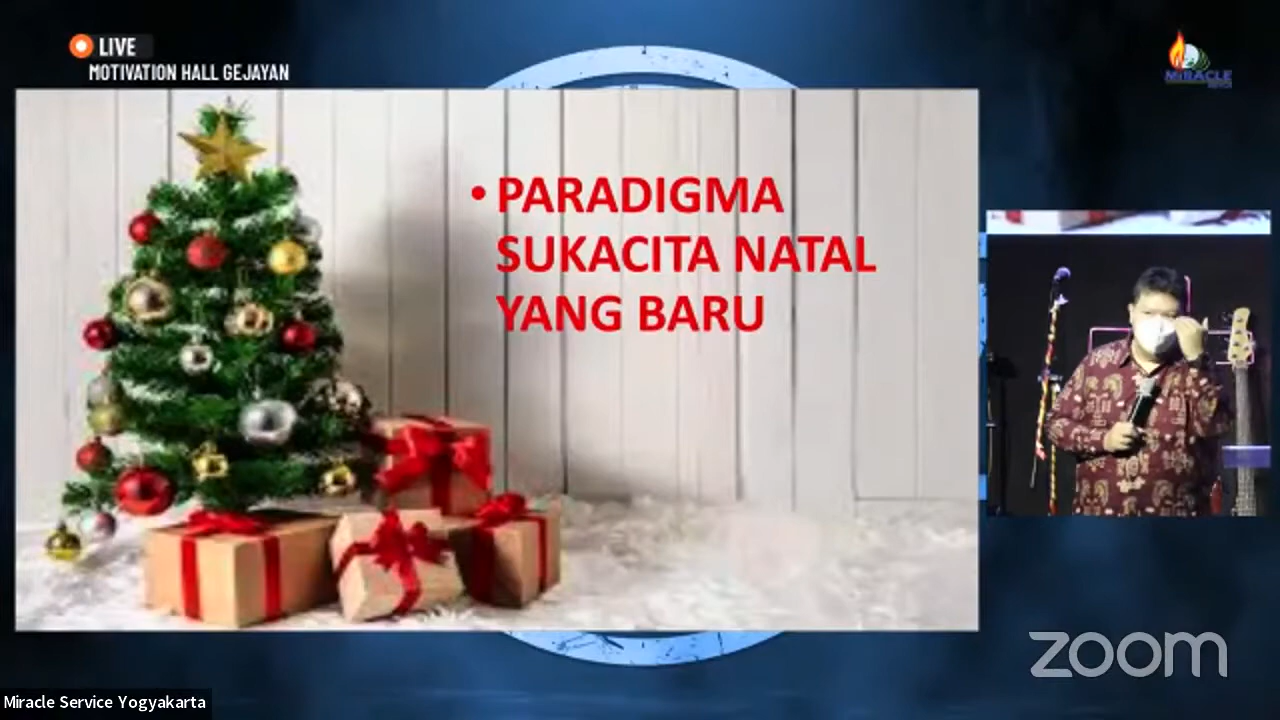 LIVE
MOTIVATION HALL GEJAYAN
MIRACLE
• PARADIGMA
SUKACITA NATAL
YANG BARU
zoom
Miracle Service Yogyakarta